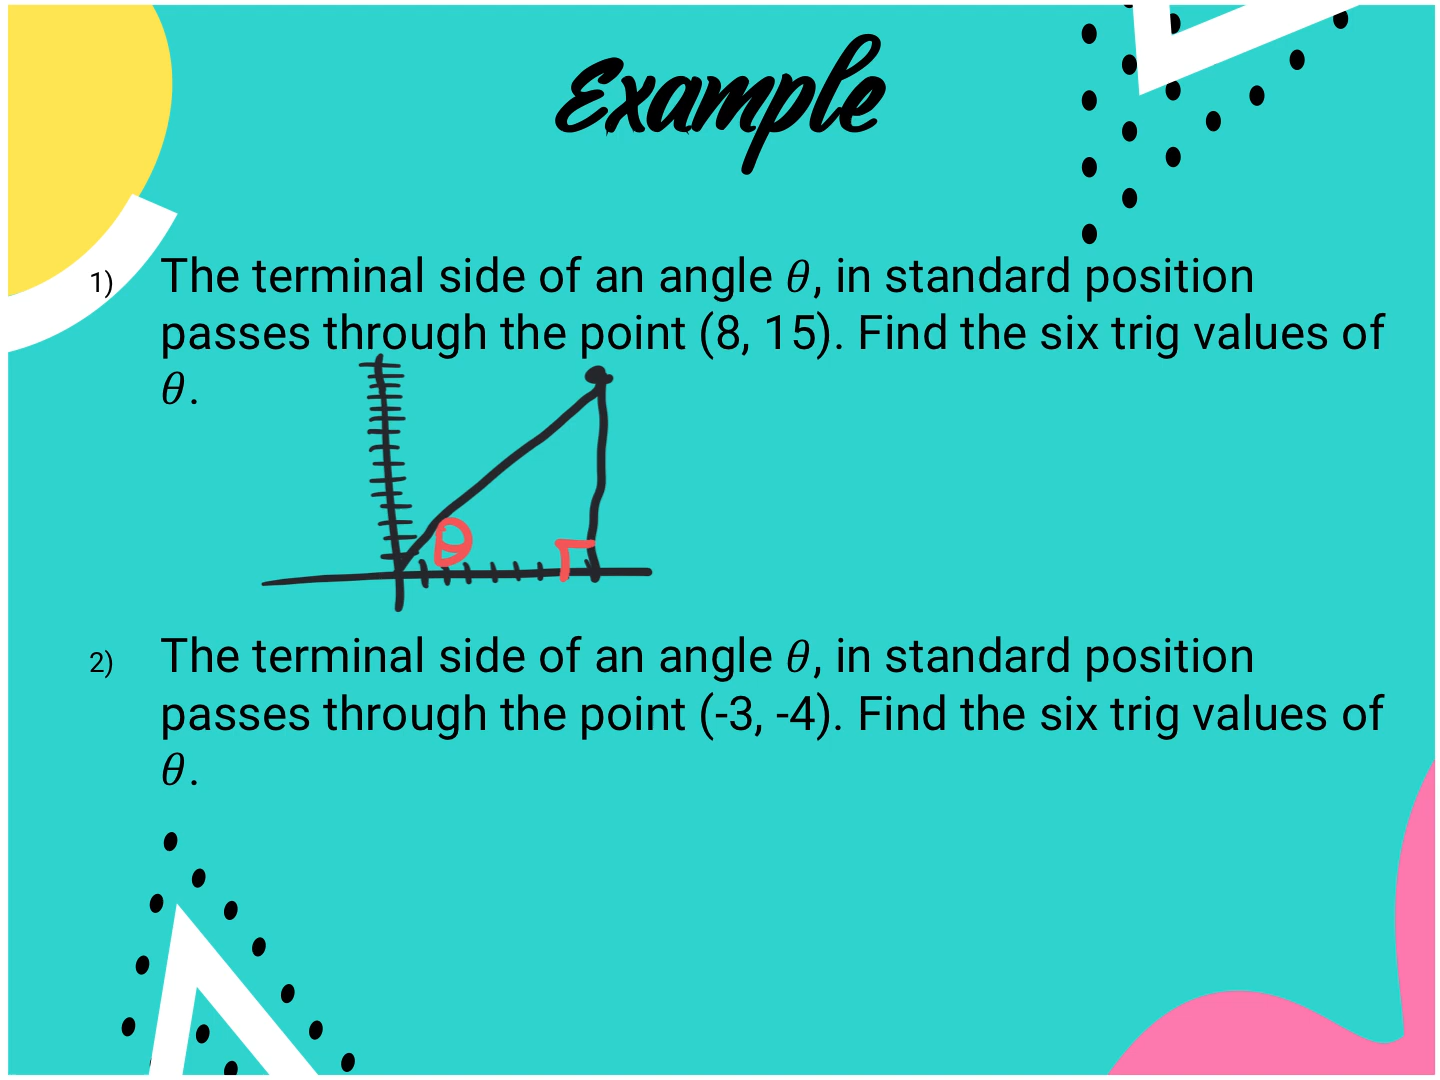 Example
1) The terminal side of an angle θ, in standard position
passes through the point (8, 15). Find the six trig values of
θ.
θ
2) The terminal side of an angle θ, in standard position
passes through the point (-3, -4). Find the six trig values of
θ.